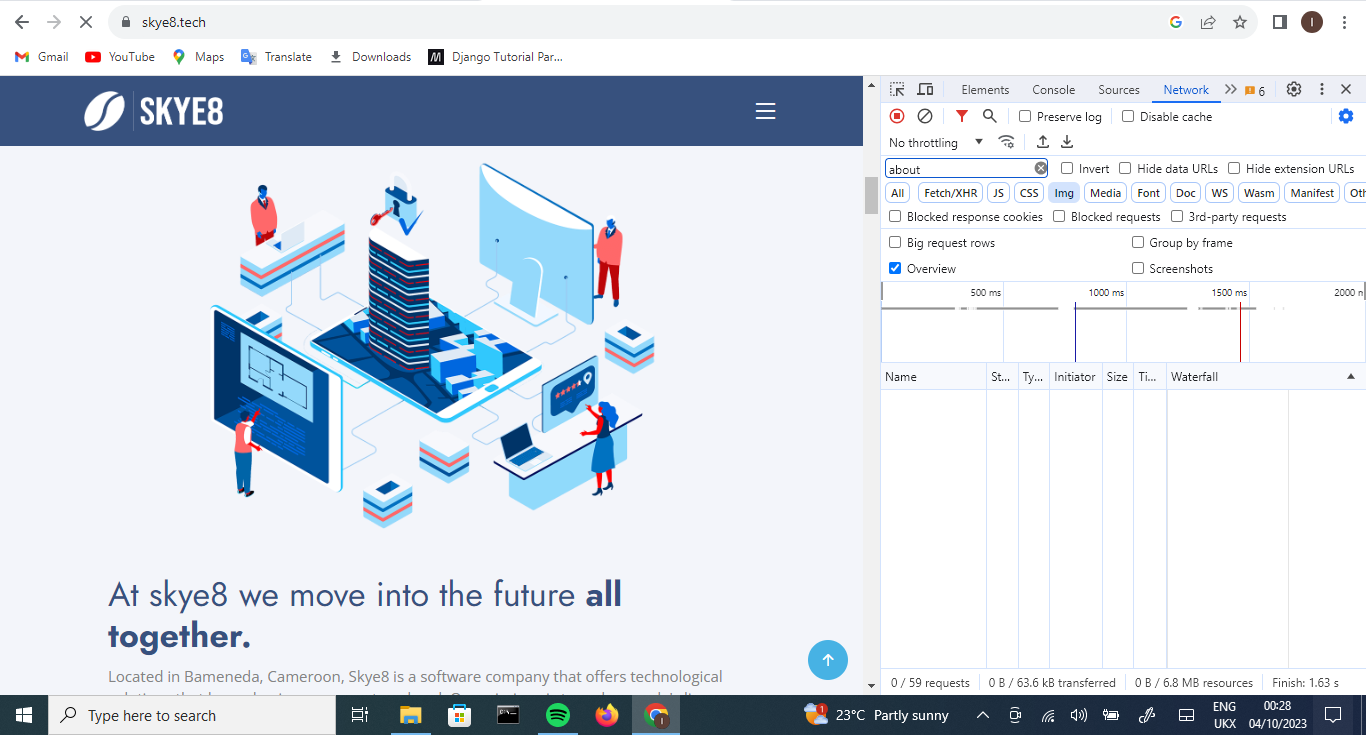 skye8.tech
I
Gmail YouTube Maps Translate Downloads Django Tutorial Par...
SKYE8
At skye8 we move into the future all
together.
Located in Bameneda, Cameroon, Skye8 is a software company that offers technological
Elements Console Sources Network 6
Preserve log Disable cache
No throttling
about Invert Hide data URLs Hide extension URLs
All Fetch/XHR JS CSS Img Media Font Doc WS Wasm Manifest Oth
Blocked response cookies Blocked requests 3rd-party requests
Big request rows Group by frame
Overview Screenshots
500 ms 1000 ms 1500 ms 2000 n
Name St... Ty... Initiator Size Ti... Waterfall
0 / 59 requests 0 B / 63.6 kB transferred 0 B / 6.8 MB resources Finish: 1.63 s
Type here to search
1 23°C Partly sunny ENG 00:28
UKX 04/10/2023